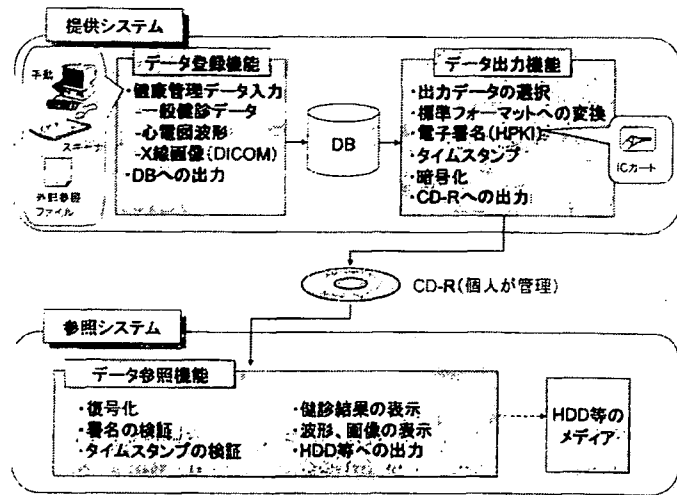 提供システム
手動
スキャナ
外部参照
ファイル
データ登録機能
・健康管理データ入力
-一般健診データ
-心電図波形
-X線画像(DICOM)
・DBへの出力
DB
データ出力機能
・出力データの選択
・標準フォーマットへの変換
・電子署名(HPKI)
・タイムスタンプ
・暗号化
・CD-Rへの出力
ICカード
CD-R(個人が管理)
参照システム
データ参照機能
・復号化
・署名の検証
・タイムスタンプの検証
・健診結果の表示
・波形、画像の表示
・HDD等への出力
HDD等の
メディア